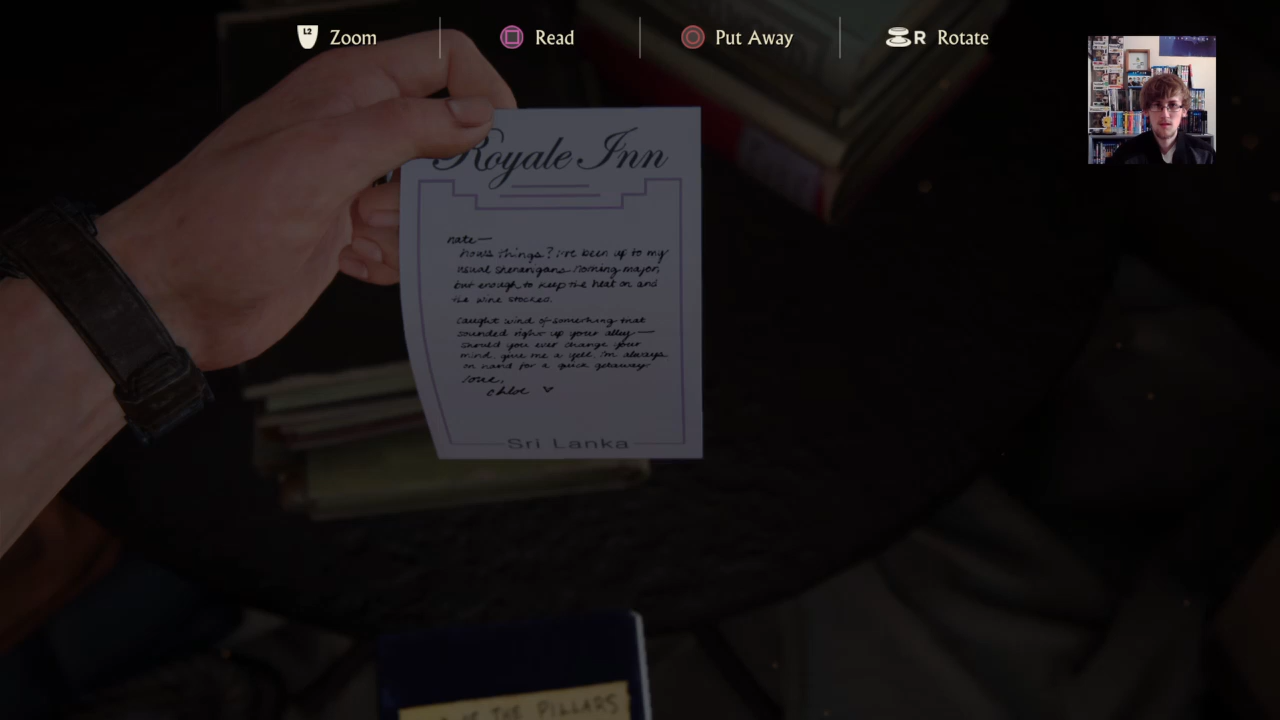 L2 Zoom
Read
Put Away
R Rotate
Royale Inn
nate—
how's things? I've been up to my
usual shenanigans. Nothing major,
but enough to keep the heat on and
the wine stocked.
Caught wind of something that
sounded right up your alley—
should you ever change your
mind, give me a yell. I'm always
on hand for a quick getaway.
love,
chloe
Sri Lanka
OF THE PILLARS